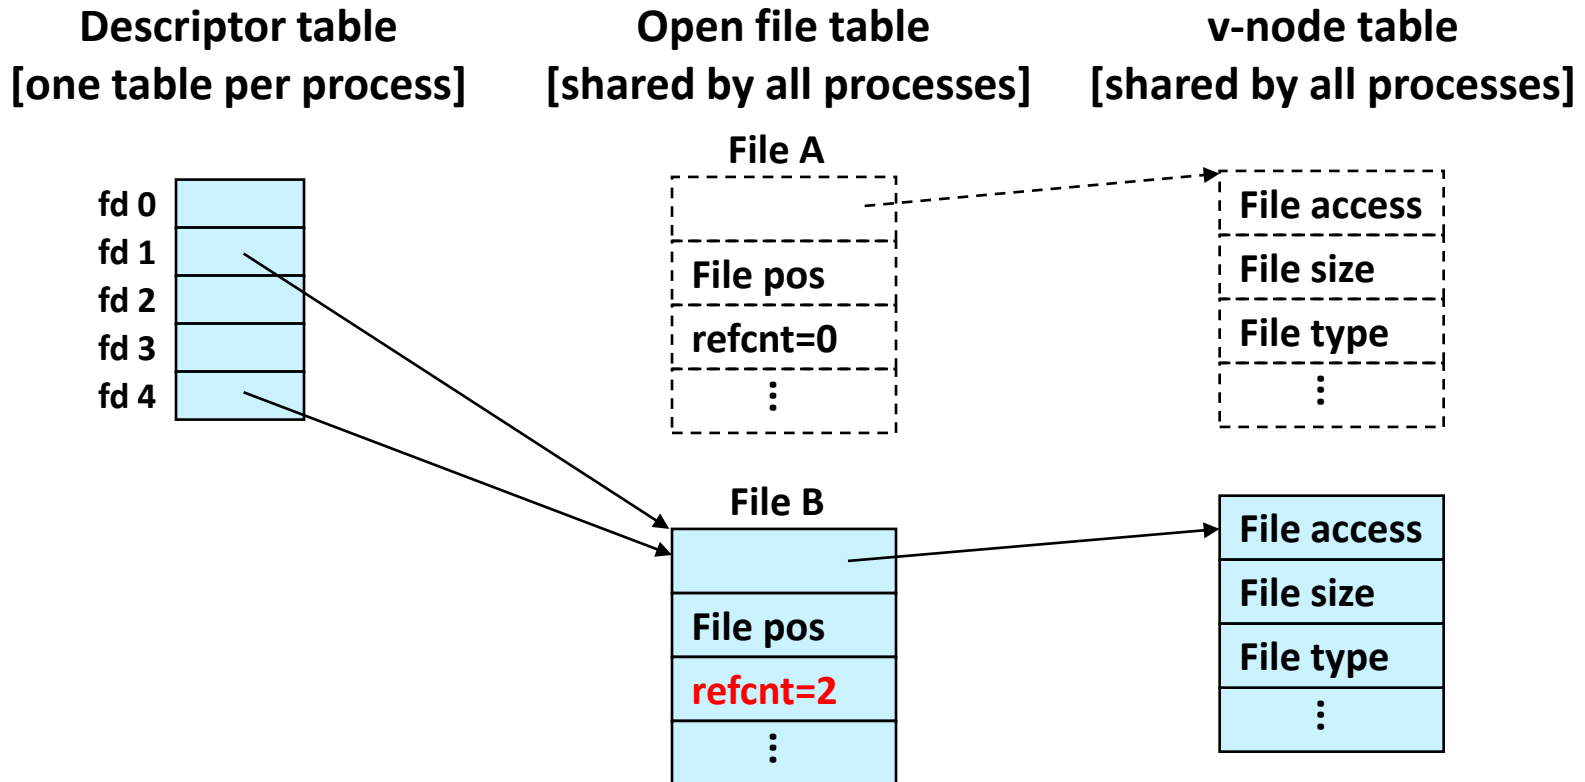 Descriptor table
[one table per process]
Open file table
[shared by all processes]
v-node table
[shared by all processes]
fd 0
fd 1
fd 2
fd 3
fd 4
File A
File pos
refcnt=0
⋮
File access
File size
File type
⋮
File B
File pos
refcnt=2
⋮
File access
File size
File type
⋮